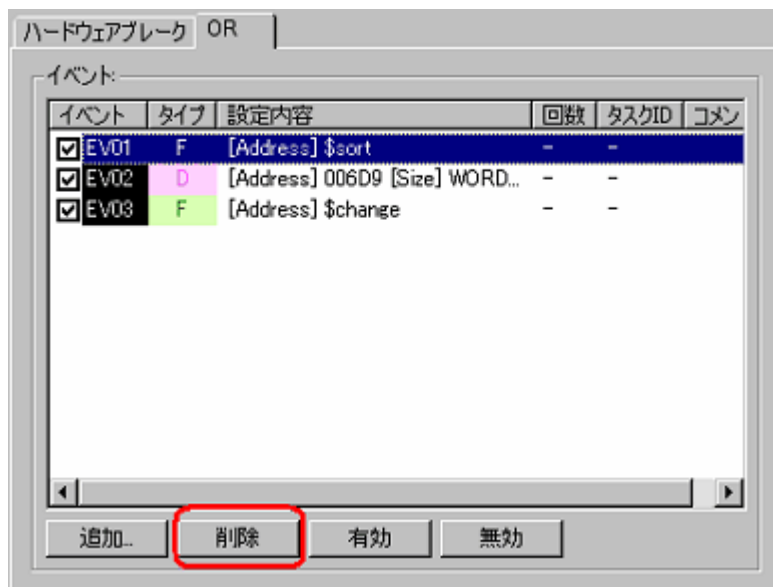 ハードウェアブレーク OR
イベント:
イベント タイプ 設定内容 回数 タスクID コメン
EV01 F [Address] $sort - -
EV02 D [Address] 006D9 [Size] WORD... - -
EV03 F [Address] $change - -
追加... 削除 有効 無効